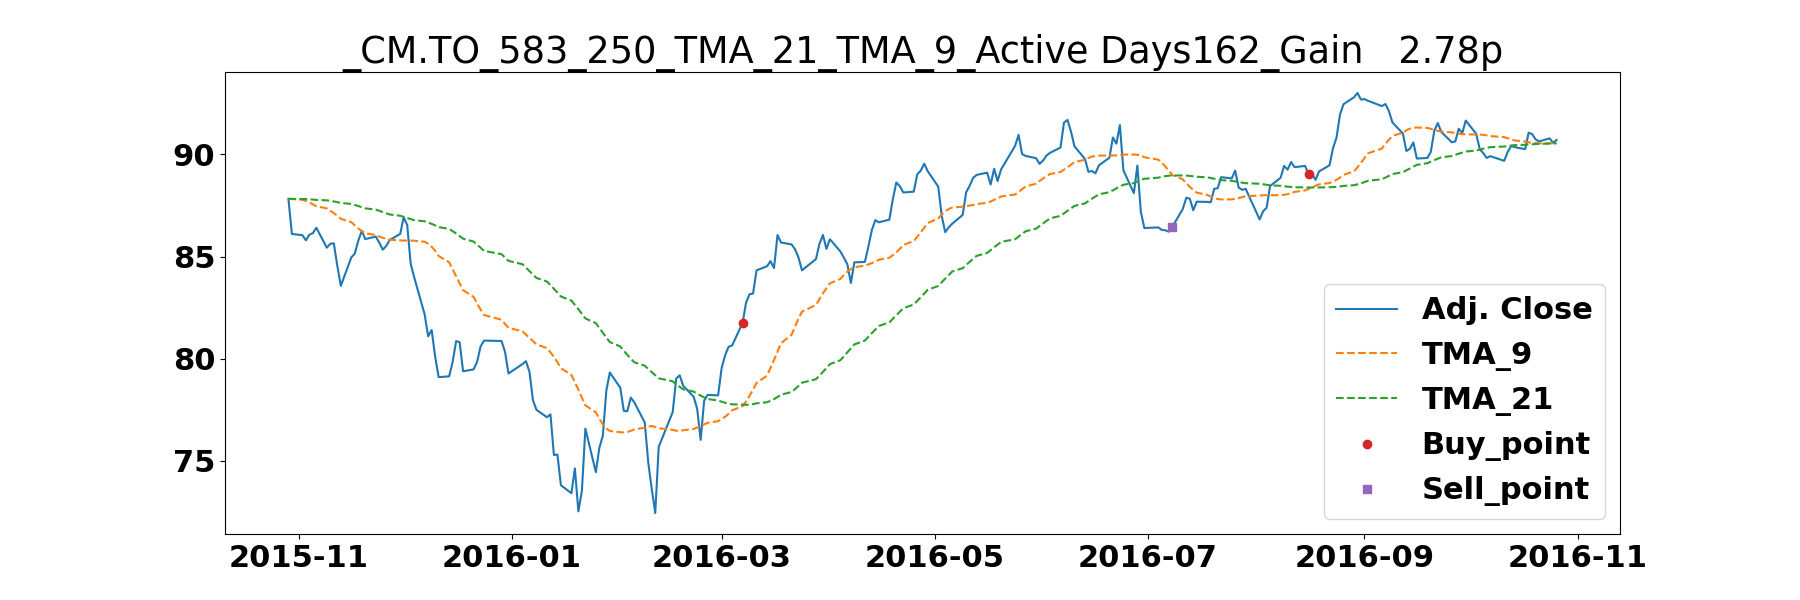 _CM.TO_583_250_TMA_21_TMA_9_Active Days162_Gain   2.78p
90
85
80
75
Adj. Close
TMA_9
TMA_21
Buy_point
Sell_point
2015-11 2016-01 2016-03 2016-05 2016-07 2016-09 2016-11